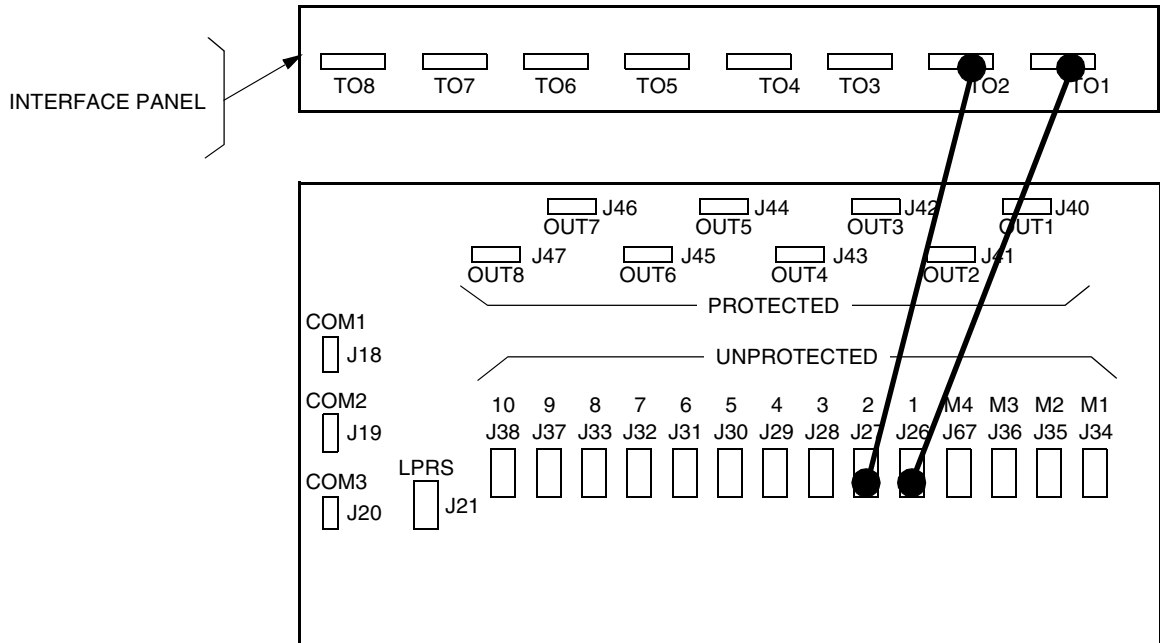 INTERFACE PANEL
TO8 TO7 TO6 TO5 TO4 TO3 TO2 TO1
J46 J44 J42 J40
OUT7 OUT5 OUT3 OUT1
J47 J45 J43 J41
OUT8 OUT6 OUT4 OUT2
PROTECTED
COM1
J18
UNPROTECTED
COM2
J19
10 9 8 7 6 5 4 3 2 1 M4 M3 M2 M1
J38 J37 J33 J32 J31 J30 J29 J28 J27 J26 J67 J36 J35 J34
LPRS
J21
COM3
J20